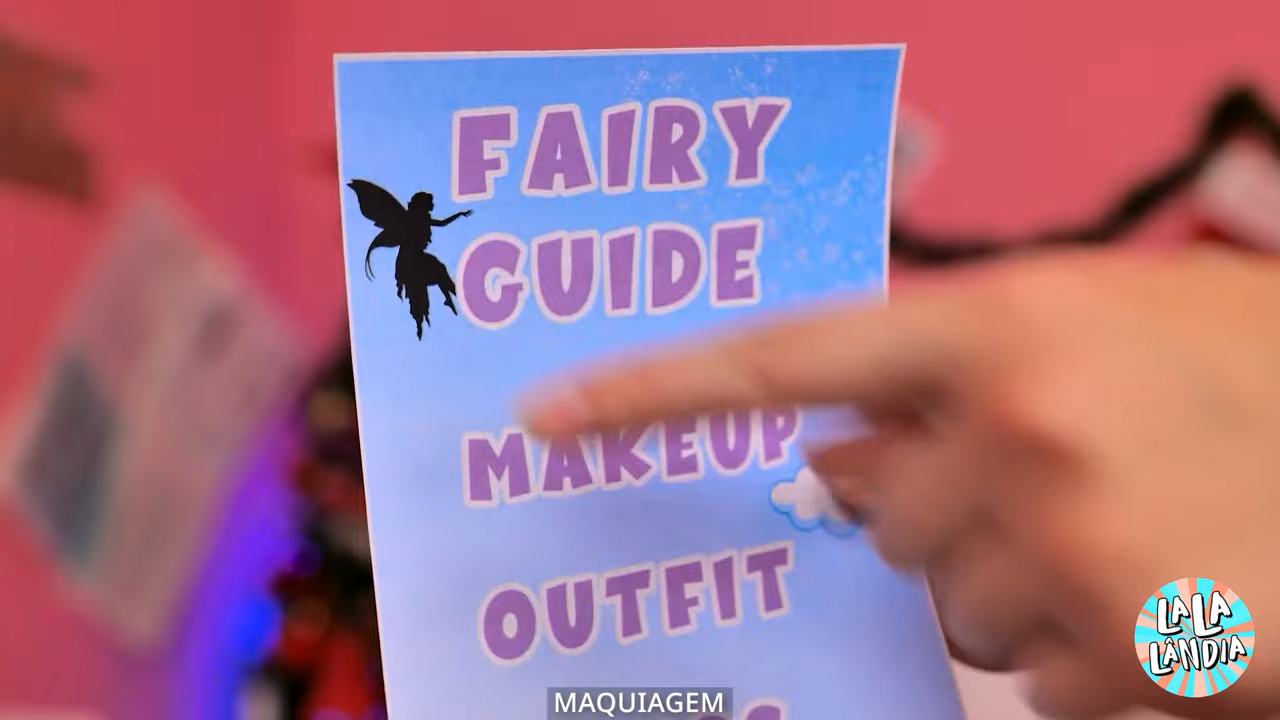 FAIRY
GUIDE
MAKEUP
OUTFIT
MAQUIAGEM
LA LA
LÂNDIA